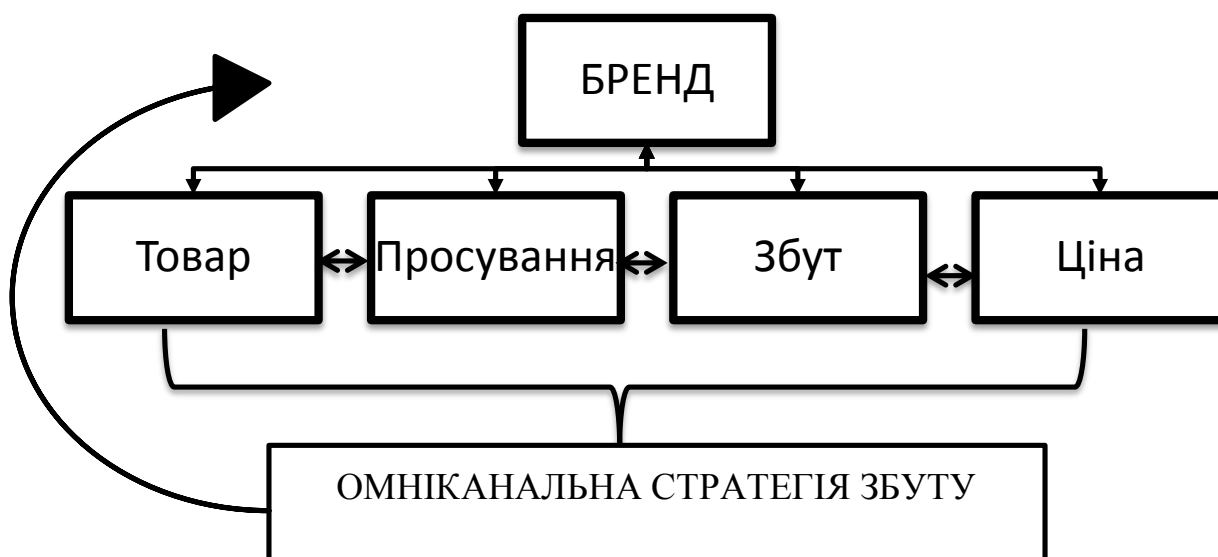 БРЕНД
Товар
Просування
Збут
Ціна
ОМНІКАНАЛЬНА СТРАТЕГІЯ ЗБУТУ